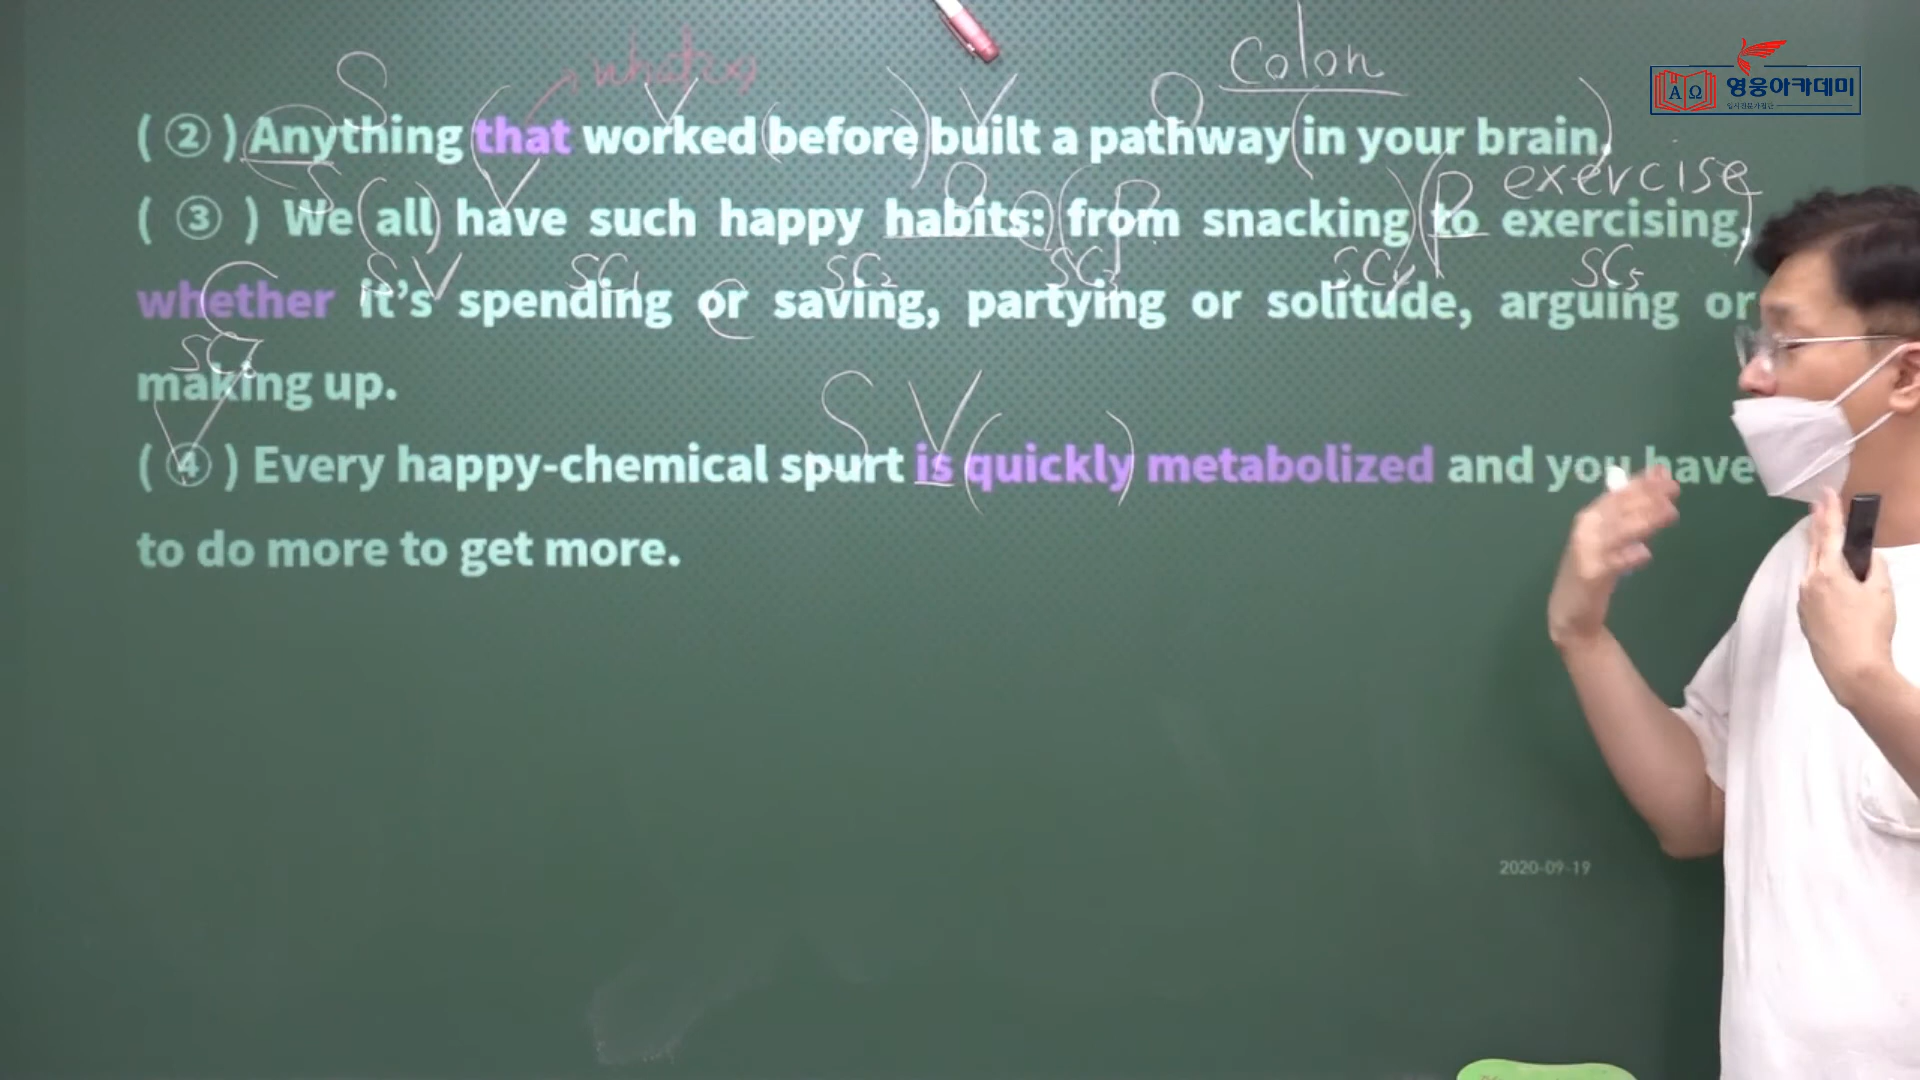 colon
( ② ) Anything that worked before built a pathway in your brain.
exercise
( ③ ) We all have such happy habits: from snacking to exercising,
S V SC1 SC2 SC3 SC4 SC5
whether it's spending or saving, partying or solitude, arguing or
making up.
S V
( ④ ) Every happy-chemical spurt is quickly metabolized and you have
to do more to get more.
영웅아카데미
2020-09-19